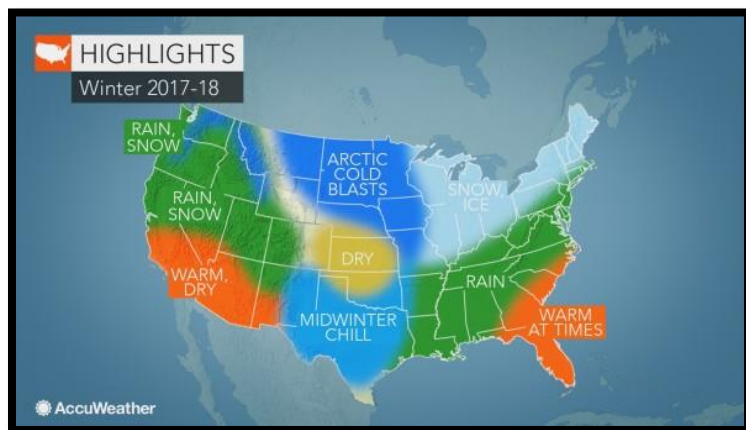 HIGHLIGHTS
Winter 2017-18
RAIN,
SNOW
ARCTIC
COLD
BLASTS
SNOW,
ICE
RAIN,
SNOW
DRY
WARM,
DRY
RAIN
MIDWINTER
CHILL
WARM
AT TIMES
AccuWeather